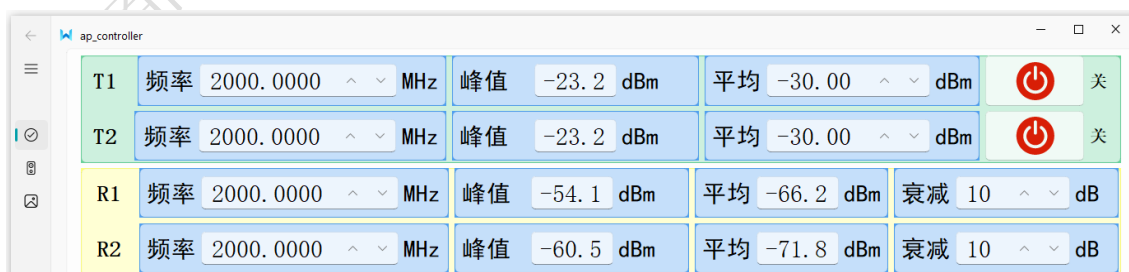 ap_controller
T1 频率 2000.0000 MHz 峰值 -23.2 dBm 平均 -30.00 dBm 关
T2 频率 2000.0000 MHz 峰值 -23.2 dBm 平均 -30.00 dBm 关
R1 频率 2000.0000 MHz 峰值 -54.1 dBm 平均 -66.2 dBm 衰减 10 dB
R2 频率 2000.0000 MHz 峰值 -60.5 dBm 平均 -71.8 dBm 衰减 10 dB